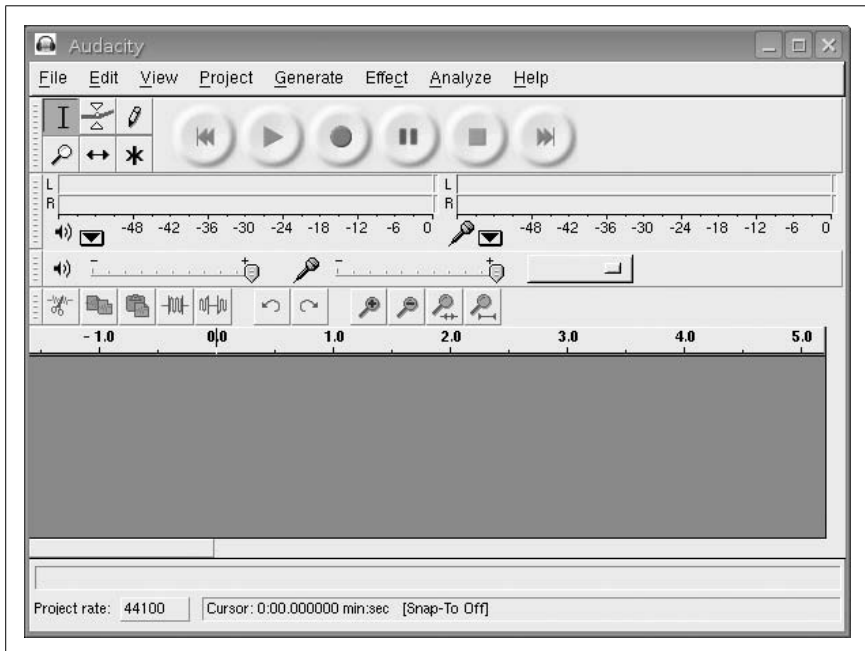 Audacity
File Edit View Project Generate Effect Analyze Help
L L
R R
-48 -42 -36 -30 -24 -18 -12 -6 0 -48 -42 -36 -30 -24 -18 -12 -6 0
- + - +
- 1.0 0,0 1.0 2.0 3.0 4.0 5.0
Project rate: 44100 Cursor: 0:00.000000 min:sec [Snap-To Off]